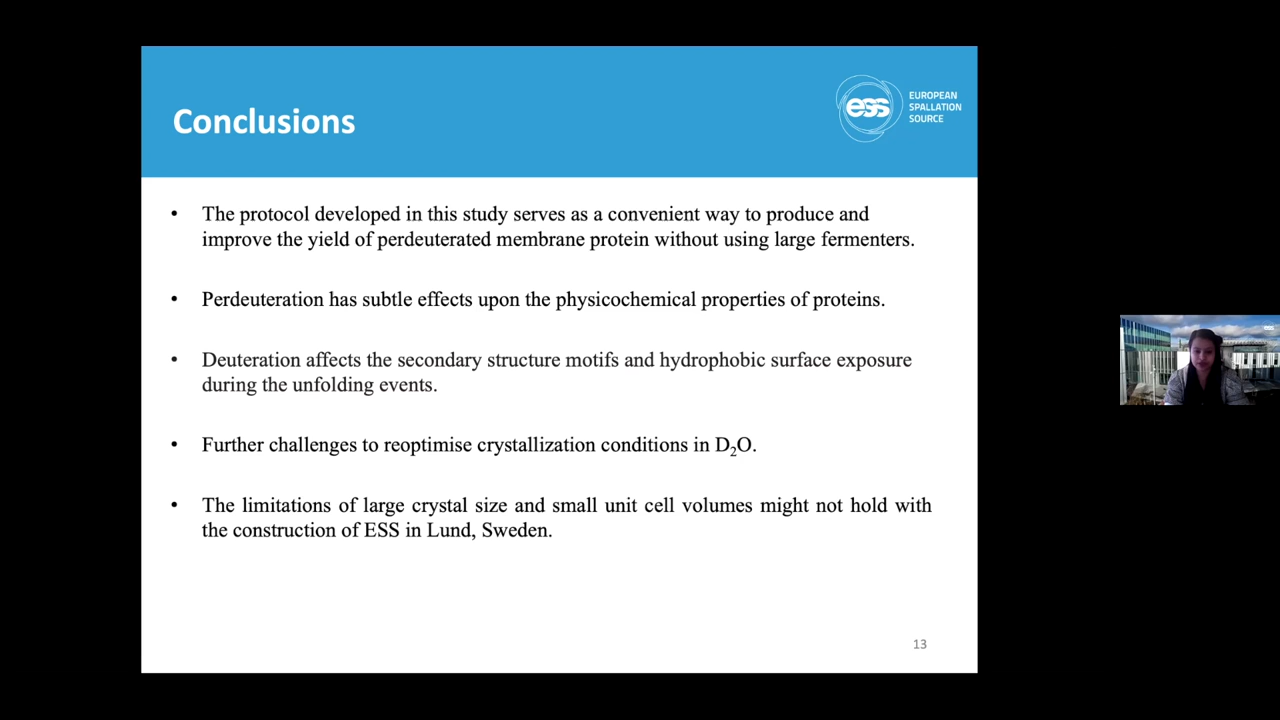 Conclusions
ess
EUROPEAN
SPALLATION
SOURCE
• The protocol developed in this study serves as a convenient way to produce and
improve the yield of perdeuterated membrane protein without using large fermenters.
• Perdeuteration has subtle effects upon the physicochemical properties of proteins.
• Deuteration affects the secondary structure motifs and hydrophobic surface exposure
during the unfolding events.
• Further challenges to reoptimise crystallization conditions in D₂O.
• The limitations of large crystal size and small unit cell volumes might not hold with
the construction of ESS in Lund, Sweden.
13